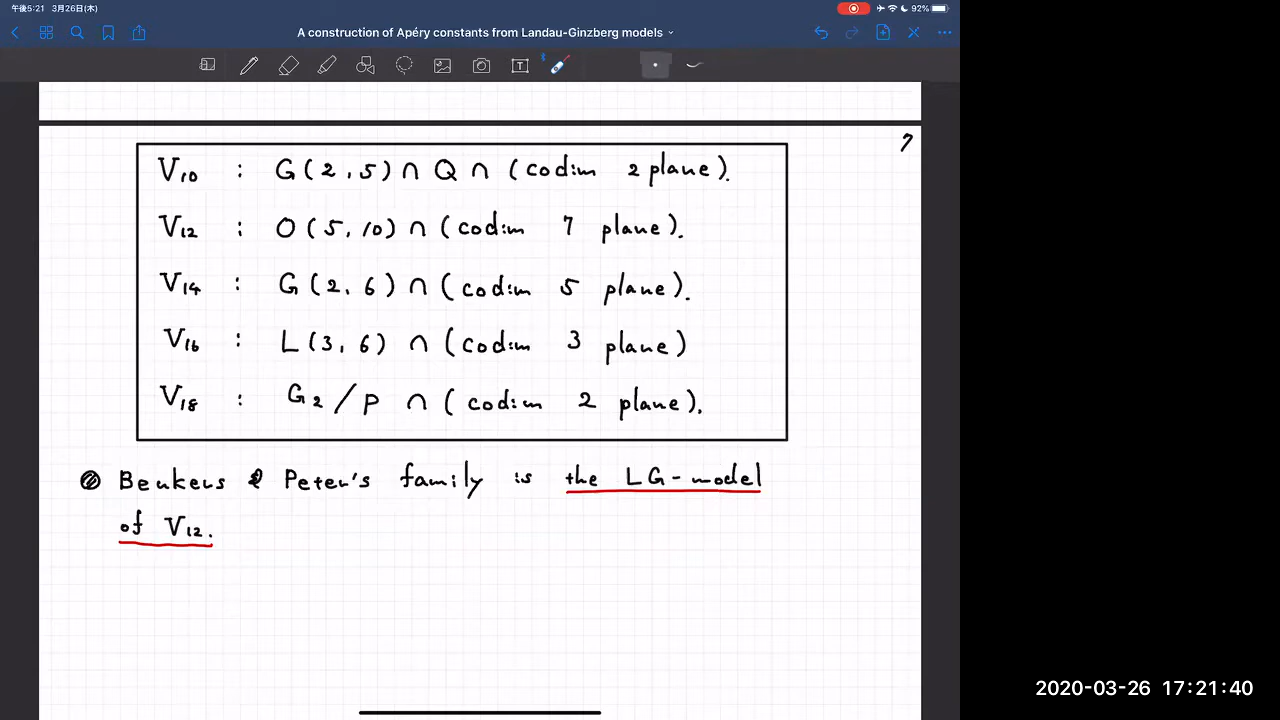 午後5:21 3月26日(木)
92%
A construction of Apéry constants from Landau-Ginzberg models
7
V₁₀ : G(2,5) ∩ Q ∩ (codim 2 plane).
V₁₂ : O(5,10) ∩ (codim 7 plane).
V₁₄ : G(2,6) ∩ (codim 5 plane).
V₁₆ : L(3,6) ∩ (codim 3 plane)
V₁₈ : G₂/P ∩ (codim 2 plane).
Beukers & Peter's family is the LG-model
of V₁₂.
2020-03-26 17:21:40